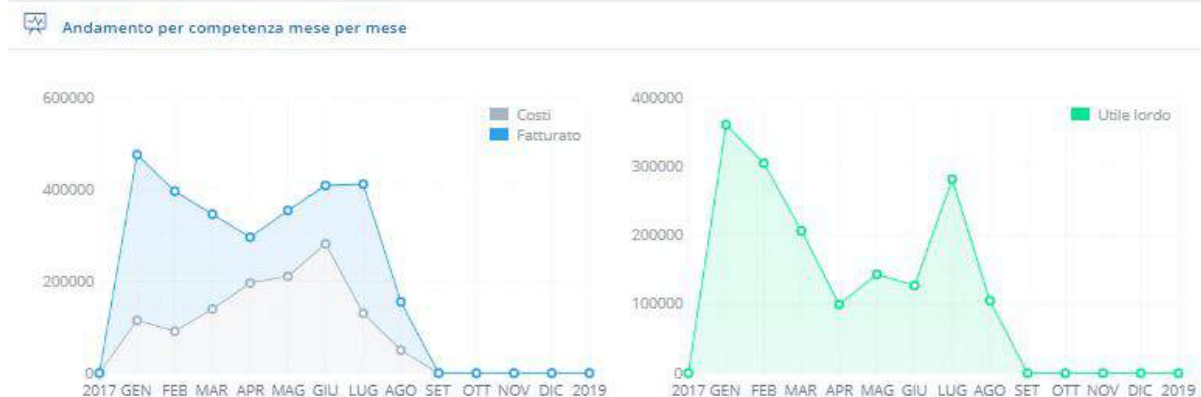 Andamento per competenza mese per mese
600000
400000
200000
0
Costi
Fatturato
2017 GEN FEB MAR APR MAG GIU LUG AGO SET OTT NOV DIC 2019
400000
300000
200000
100000
0
Utile lordo
2017 GEN FEB MAR APR MAG GIU LUG AGO SET OTT NOV DIC 2019